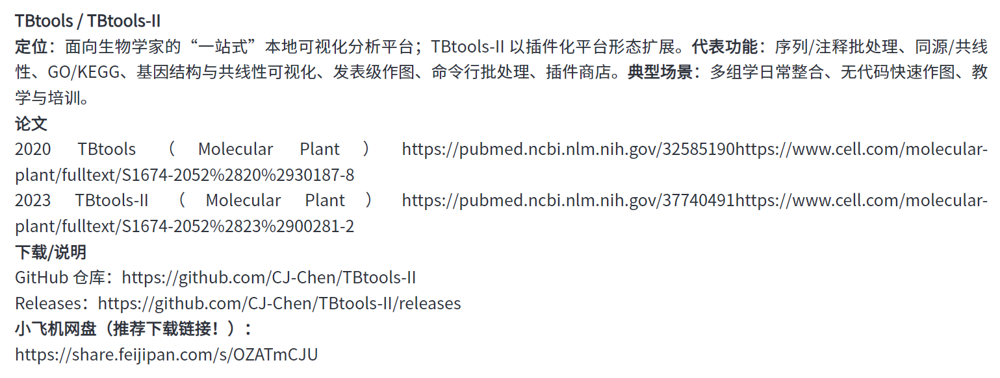 TBtools / TBtools-II
定位：面向生物学家的“一站式”本地可视化分析平台；TBtools-II 以插件化平台形态扩展。代表功能：序列/注释批处理、同源/共线
性、GO/KEGG、基因结构与共线性可视化、发表级作图、命令行批处理、插件商店。典型场景：多组学日常整合、无代码快速作图、教
学与培训。
论文
2020 TBtools （ Molecular Plant ） https://pubmed.ncbi.nlm.nih.gov/32585190https://www.cell.com/molecular-
plant/fulltext/S1674-2052%2820%2930187-8
2023 TBtools-II （ Molecular Plant ） https://pubmed.ncbi.nlm.nih.gov/37740491https://www.cell.com/molecular-
plant/fulltext/S1674-2052%2823%2900281-2
下载/说明
GitHub 仓库：https://github.com/CJ-Chen/TBtools-II
Releases：https://github.com/CJ-Chen/TBtools-II/releases
小飞机网盘（推荐下载链接！）：
https://share.feijipan.com/s/OZATmCJU